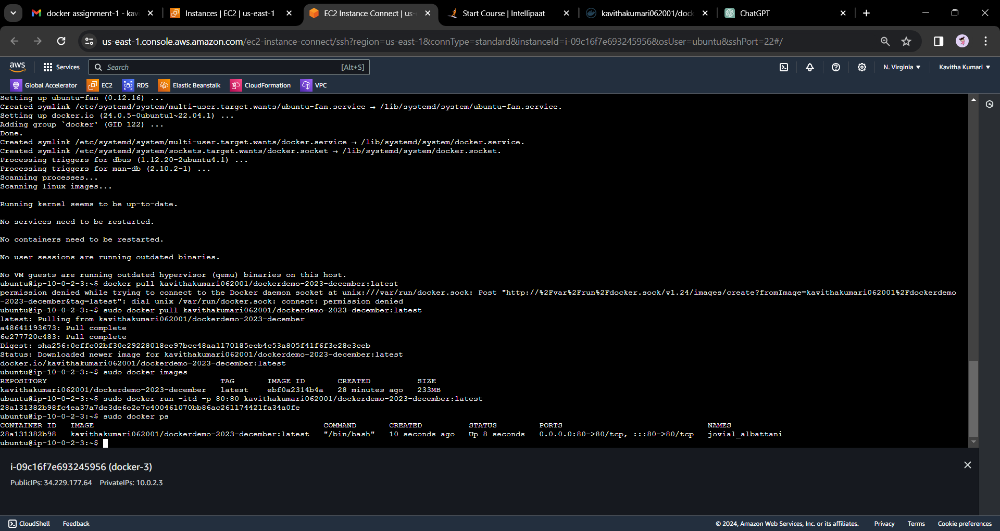 docker assignment-1 - kavi
Instances | EC2 | us-east-1
EC2 Instance Connect | us-
Start Course | Intellipaat
kavithakumari062001/dock
ChatGPT
us-east-1.console.aws.amazon.com/ec2-instance-connect/ssh?region=us-east-1&connType=standard&instanceId=i-09c16f7e693245956&osUser=ubuntu&sshPort=22#/
aws Services Search [Alt+S] N. Virginia Kavitha Kumari
Global Accelerator EC2 RDS Elastic Beanstalk CloudFormation VPC
Setting up ubuntu-fan (0.12.16) ...
Created symlink /etc/systemd/system/multi-user.target.wants/ubuntu-fan.service → /lib/systemd/system/ubuntu-fan.service.
Setting up docker.io (24.0.5-0ubuntu1~22.04.1) ...
Adding group `docker' (GID 122) ...
Done.
Created symlink /etc/systemd/system/multi-user.target.wants/docker.service → /lib/systemd/system/docker.service.
Created symlink /etc/systemd/system/sockets.target.wants/docker.socket → /lib/systemd/system/docker.socket.
Processing triggers for dbus (1.12.20-2ubuntu4.1) ...
Processing triggers for man-db (2.10.2-1) ...
Scanning processes...
Scanning linux images...
Running kernel seems to be up-to-date.
No services need to be restarted.
No containers need to be restarted.
No user sessions are running outdated binaries.
No VM guests are running outdated hypervisor (qemu) binaries on this host.
ubuntu@ip-10-0-2-3:~$ docker pull kavithakumari062001/dockerdemo-2023-december:latest
permission denied while trying to connect to the Docker daemon socket at unix:///var/run/docker.sock: Post "http://%2Fvar%2Frun%2Fdocker.sock/v1.24/images/create?fromImage=kavithakumari062001%2Fdockerdemo
-2023-december&tag=latest": dial unix /var/run/docker.sock: connect: permission denied
ubuntu@ip-10-0-2-3:~$ sudo docker pull kavithakumari062001/dockerdemo-2023-december:latest
latest: Pulling from kavithakumari062001/dockerdemo-2023-december
a48641193673: Pull complete
6e277720c483: Pull complete
Digest: sha256:0effc02bf30e29228018ee97bcc48aa1170185ecb4c53a805f41f6f3e28e3ceb
Status: Downloaded newer image for kavithakumari062001/dockerdemo-2023-december:latest
docker.io/kavithakumari062001/dockerdemo-2023-december:latest
ubuntu@ip-10-0-2-3:~$ sudo docker images
REPOSITORY TAG IMAGE ID CREATED SIZE
kavithakumari062001/dockerdemo-2023-december latest ebf0a2314b4a 28 minutes ago 233MB
ubuntu@ip-10-0-2-3:~$ sudo docker run -itd -p 80:80 kavithakumari062001/dockerdemo-2023-december:latest
28a131382b98fc4ea37a7de3de6e2e7c400461070bb86ac261174421fa34a0fe
ubuntu@ip-10-0-2-3:~$ sudo docker ps
CONTAINER ID IMAGE COMMAND CREATED STATUS PORTS NAMES
28a131382b98 kavithakumari062001/dockerdemo-2023-december:latest "/bin/bash" 10 seconds ago Up 8 seconds 0.0.0.0:80->80/tcp, :::80->80/tcp jovial_albattani
ubuntu@ip-10-0-2-3:~$
i-09c16f7e693245956 (docker-3)
PublicIPs: 34.229.177.64 PrivateIPs: 10.0.2.3
CloudShell Feedback © 2024, Amazon Web Services, Inc. or its affiliates. Privacy Terms Cookie preferences